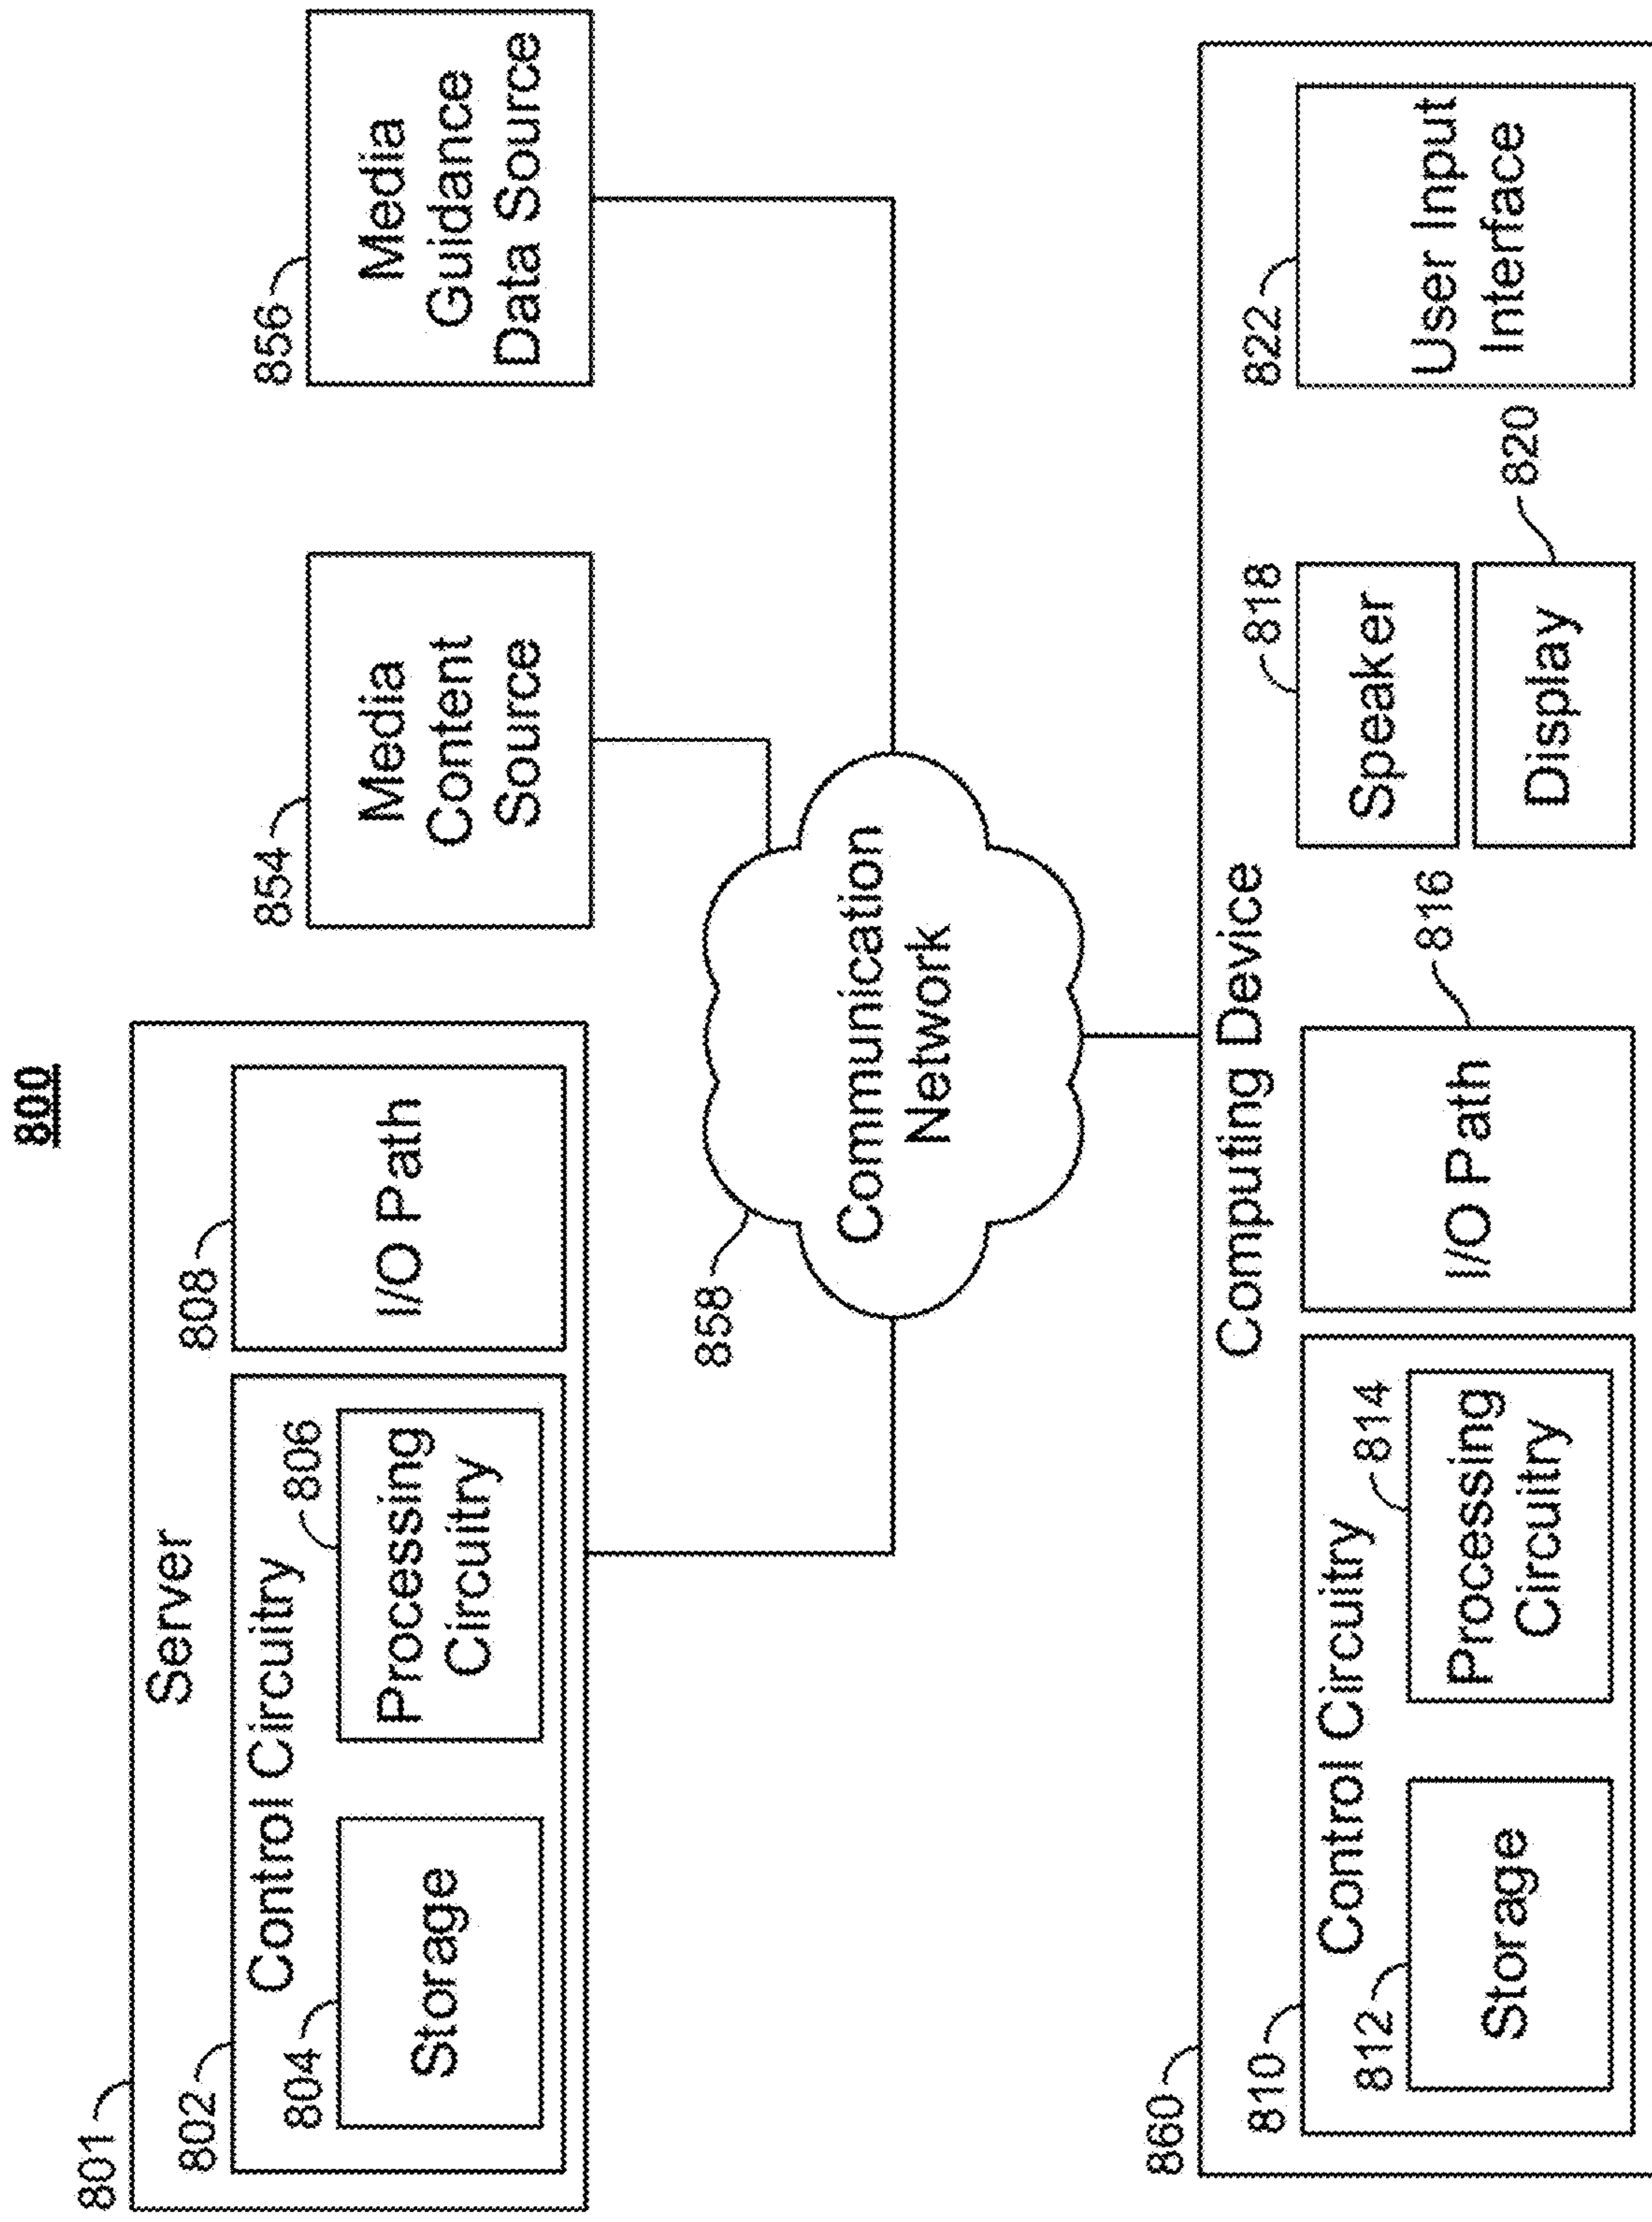 800
801
Server
802
Control Circuitry
804
Storage
806
Processing
Circuitry
808
I/O Path
854
Media
Content
Source
856
Media
Guidance
Data Source
858
Communication
Network
860
Computing Device
810
Control Circuitry
812
Storage
814
Processing
Circuitry
I/O Path
816
818
Speaker
Display
820
822
User Input
Interface